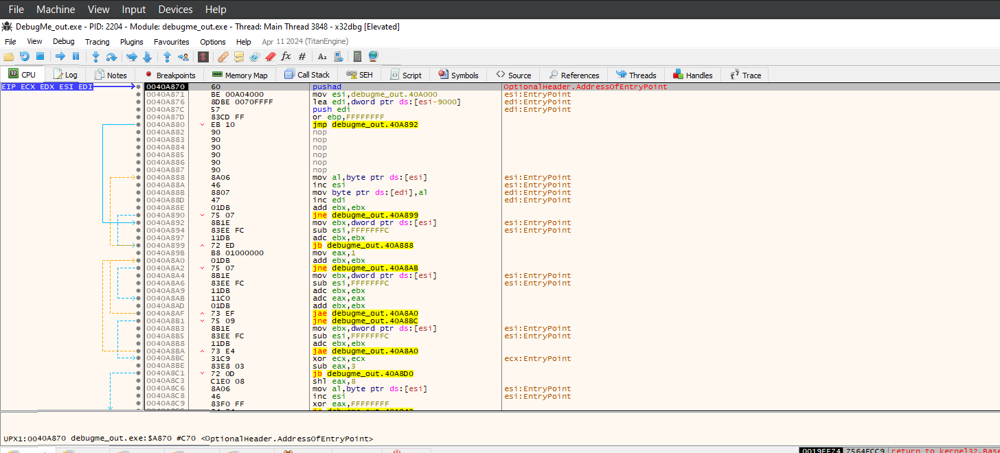 File Machine View Input Devices Help
DebugMe_out.exe - PID: 2204 - Module: debugme_out.exe - Thread: Main Thread 3848 - x32dbg [Elevated]
File View Debug Tracing Plugins Favourites Options Help Apr 11 2024 (TitanEngine)
CPU Log Notes Breakpoints Memory Map Call Stack SEH Script Symbols Source References Threads Handles Trace
EIP ECX EDX ESI EDI 0040A870 60 pushad OptionalHeader.AddressOfEntryPoint
0040A871 BE 00A04000 mov esi,debugme_out.40A000 esi:EntryPoint
0040A876 8DBE 0070FFFF lea edi,dword ptr ds:[esi-9000] edi:EntryPoint
0040A87C 57 push edi edi:EntryPoint
0040A87D 83CD FF or ebp,FFFFFFFF
0040A880 EB 10 jmp debugme_out.40A892
0040A882 90 nop
0040A883 90 nop
0040A884 90 nop
0040A885 90 nop
0040A886 90 nop
0040A887 90 nop
0040A888 8A06 mov al,byte ptr ds:[esi] esi:EntryPoint
0040A88A 46 inc esi esi:EntryPoint
0040A88B 8807 mov byte ptr ds:[edi],al edi:EntryPoint
0040A88D 47 inc edi edi:EntryPoint
0040A88E 01DB add ebx,ebx
0040A890 75 07 jne debugme_out.40A899
0040A892 8B1E mov ebx,dword ptr ds:[esi] esi:EntryPoint
0040A894 83EE FC sub esi,FFFFFFFC esi:EntryPoint
0040A897 11DB adc ebx,ebx
0040A899 72 ED jb debugme_out.40A888
0040A89B B8 01000000 mov eax,1
0040A8A0 01DB add ebx,ebx
0040A8A2 75 07 jne debugme_out.40A8AB
0040A8A4 8B1E mov ebx,dword ptr ds:[esi] esi:EntryPoint
0040A8A6 83EE FC sub esi,FFFFFFFC esi:EntryPoint
0040A8A9 11DB adc ebx,ebx
0040A8AB 11C0 adc eax,eax
0040A8AD 01DB add ebx,ebx
0040A8AF 73 EF jae debugme_out.40A8A0
0040A8B1 75 09 jne debugme_out.40A8BC
0040A8B3 8B1E mov ebx,dword ptr ds:[esi] esi:EntryPoint
0040A8B5 83EE FC sub esi,FFFFFFFC esi:EntryPoint
0040A8B8 11DB adc ebx,ebx
0040A8BA 73 E4 jae debugme_out.40A8A0
0040A8BC 31C9 xor ecx,ecx ecx:EntryPoint
0040A8BE 83E8 03 sub eax,3
0040A8C1 72 0D jb debugme_out.40A8D0
0040A8C3 C1E0 08 shl eax,8
0040A8C6 8A06 mov al,byte ptr ds:[esi] esi:EntryPoint
0040A8C8 46 inc esi esi:EntryPoint
0040A8C9 83F0 FF xor eax,FFFFFFFF
UPX1:0040A870 debugme_out.exe:$A870 #C70 <OptionalHeader.AddressOfEntryPoint>
0019FF74 7564FCC9 return to kernel32.Base